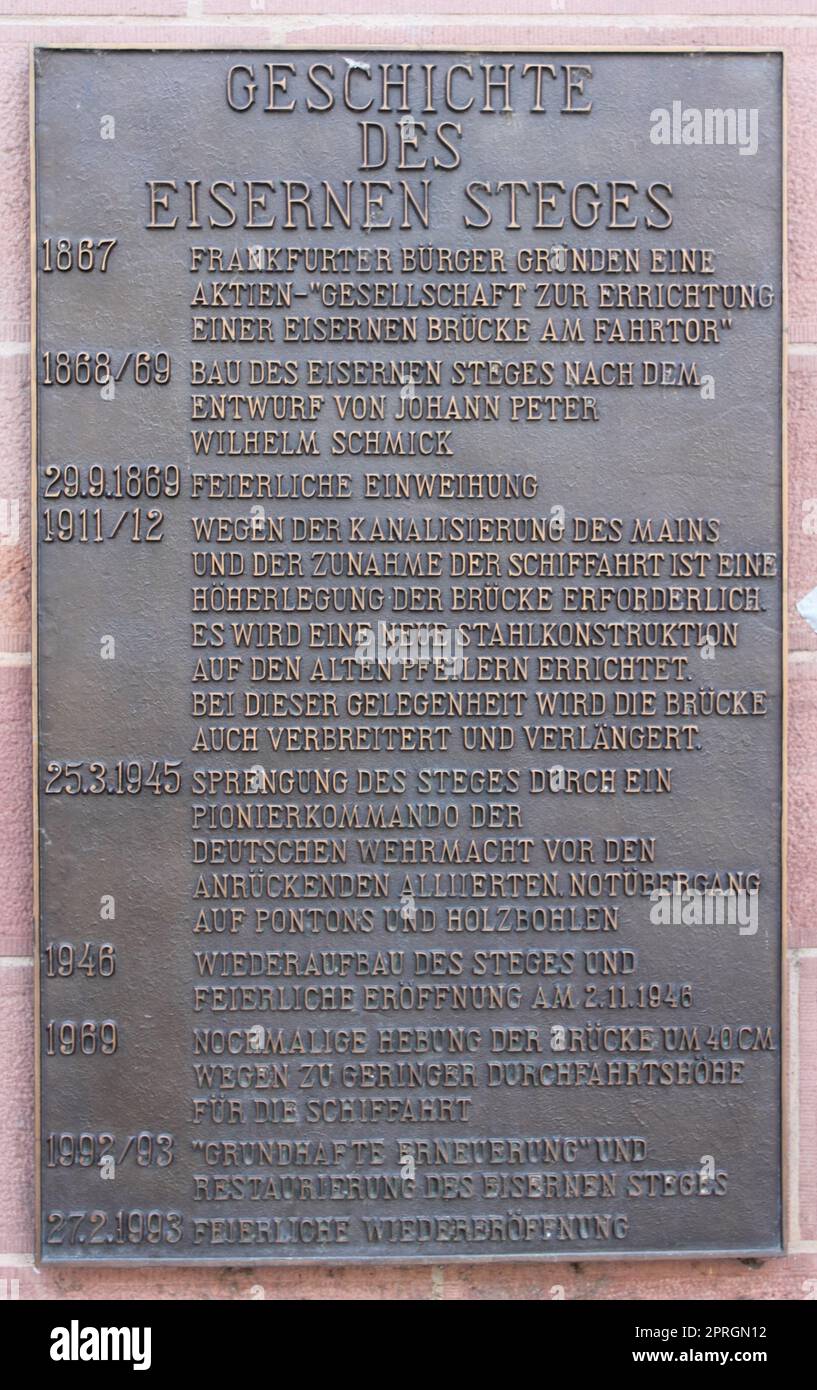 GESCHICHTE
DES
EISERNEN STEGES
1867 FRANKFURTER BÜRGER GRÜNDEN EINE
AKTIEN-"GESELLSCHAFT ZUR ERRICHTUNG
EINER EISERNEN BRÜCKE AM FAHRTOR"
1868/69 BAU DES EISERNEN STEGES NACH DEM
ENTWURF VON JOHANN PETER
WILHELM SCHMICK
29.9.1869 FEIERLICHE EINWEIHUNG
1911/12 WEGEN DER KANALISIERUNG DES MAINS
UND DER ZUNAHME DER SCHIFFAHRT IST EINE
HÖHERLEGUNG DER BRÜCKE ERFORDERLICH.
ES WIRD EINE NEUE STAHLKONSTRUKTION
AUF DEN ALTEN PFEILERN ERRICHTET.
BEI DIESER GELEGENHEIT WIRD DIE BRÜCKE
AUCH VERBREITERT UND VERLÄNGERT.
25.3.1945 SPRENGUNG DES STEGES DURCH EIN
PIONIERKOMMANDO DER
DEUTSCHEN WEHRMACHT VOR DEN
ANRÜCKENDEN ALLIIERTEN. NOTÜBERGANG
AUF PONTONS UND HOLZBOHLEN
1946 WIEDERAUFBAU DES STEGES UND
FEIERLICHE ERÖFFNUNG AM 2.11.1946
1969 NOCHMALIGE HEBUNG DER BRÜCKE UM 40 CM
WEGEN ZU GERINGER DURCHFAHRTSHÖHE
FÜR DIE SCHIFFAHRT
1992/93 "GRUNDHAFTE ERNEUERUNG" UND
RESTAURIERUNG DES EISERNEN STEGES
27.2.1993 FEIERLICHE WIEDERERÖFFNUNG
alamy
Image ID: 2PRGN12
www.alamy.com